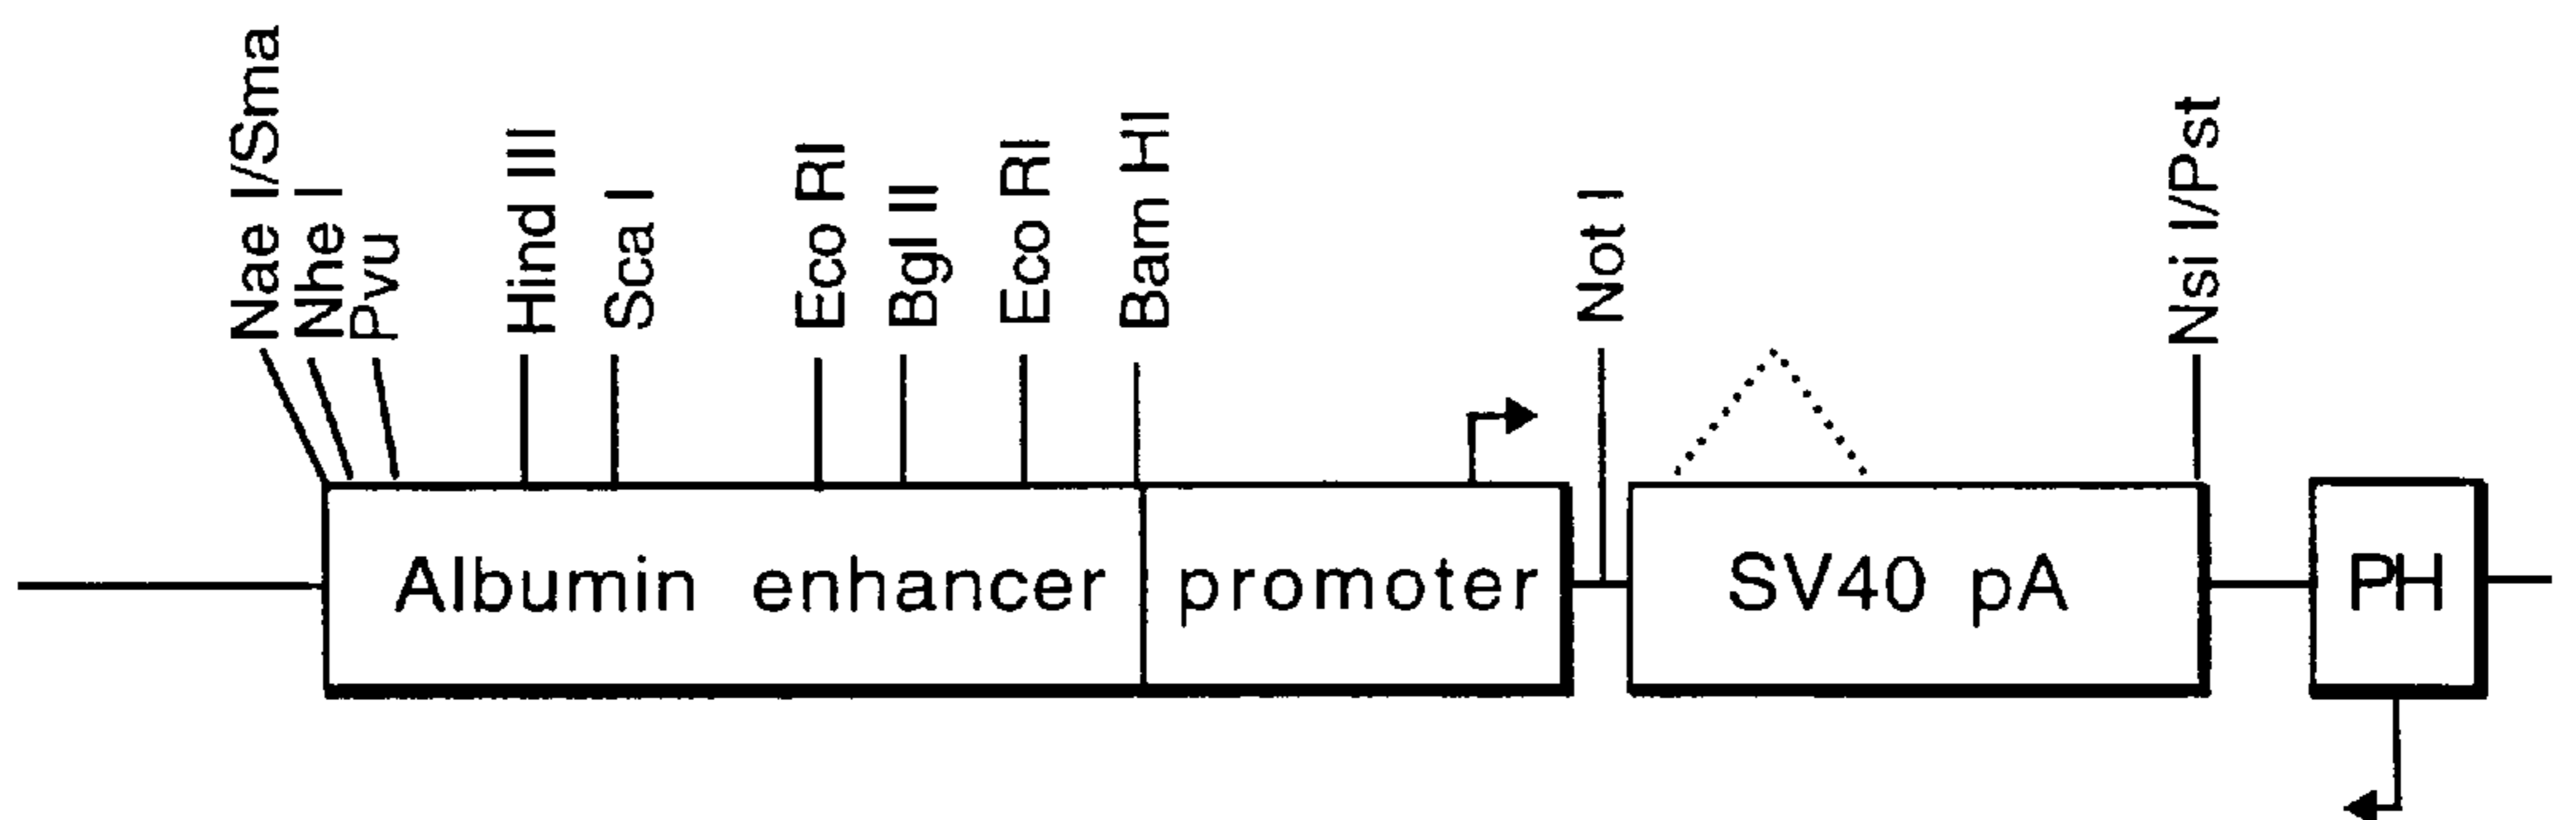 Nae I/Sma
Nhe I
Pvu
Hind III
Sca I
Eco RI
Bgl II
Eco RI
Bam HI
Not I
Nsi I/Pst
Albumin enhancer promoter SV40 pA PH